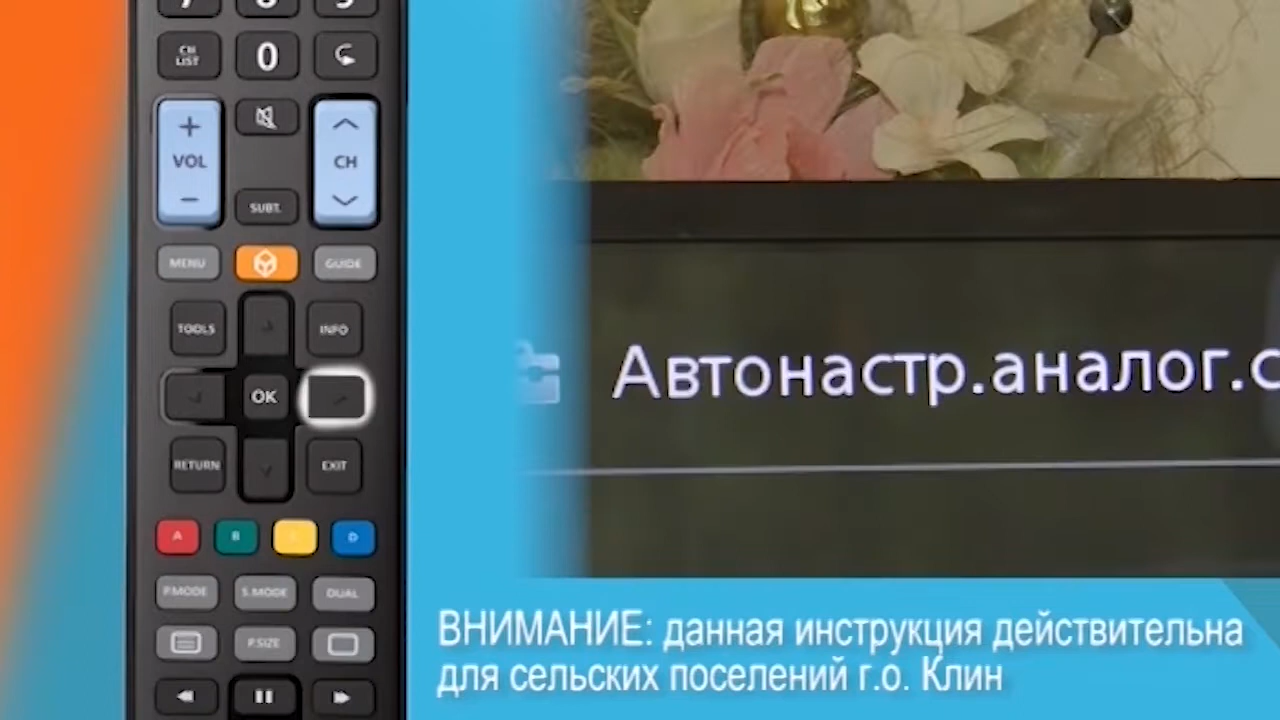 CH
LIST
0
+
VOL
−
CH
SUBT.
MENU
GUIDE
TOOLS
INFO
OK
RETURN
EXIT
A
B
D
P.MODE
S.MODE
DUAL
P.SIZE
Автонастр.аналог.с
ВНИМАНИЕ: данная инструкция действительна
для сельских поселений г.о. Клин